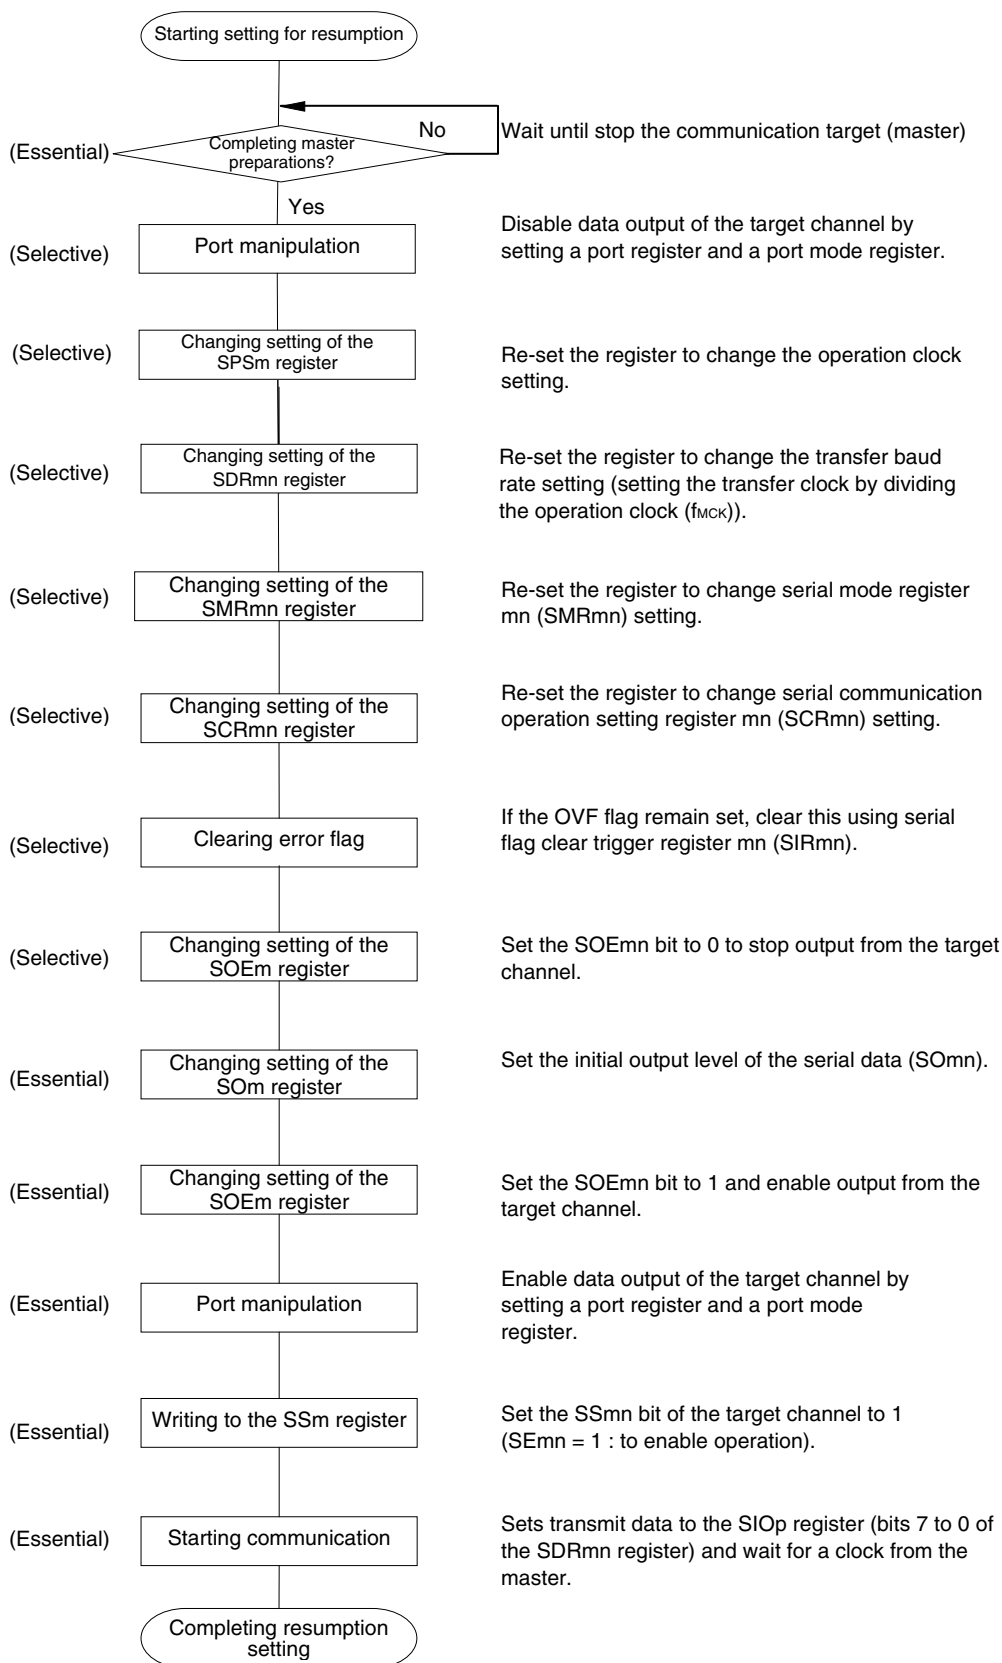 Starting setting for resumption
No
Wait until stop the communication target (master)
(Essential)
Completing master
preparations?
Yes
(Selective)
Port manipulation
Disable data output of the target channel by
setting a port register and a port mode register.
(Selective)
Changing setting of the
SPSm register
Re-set the register to change the operation clock
setting.
(Selective)
Changing setting of the
SDRmn register
Re-set the register to change the transfer baud
rate setting (setting the transfer clock by dividing
the operation clock (fMCK)).
(Selective)
Changing setting of the
SMRmn register
Re-set the register to change serial mode register
mn (SMRmn) setting.
(Selective)
Changing setting of the
SCRmn register
Re-set the register to change serial communication
operation setting register mn (SCRmn) setting.
(Selective)
Clearing error flag
If the OVF flag remain set, clear this using serial
flag clear trigger register mn (SIRmn).
(Selective)
Changing setting of the
SOEm register
Set the SOEmn bit to 0 to stop output from the target
channel.
(Essential)
Changing setting of the
SOm register
Set the initial output level of the serial data (SOmn).
(Essential)
Changing setting of the
SOEm register
Set the SOEmn bit to 1 and enable output from the
target channel.
(Essential)
Port manipulation
Enable data output of the target channel by
setting a port register and a port mode
register.
(Essential)
Writing to the SSm register
Set the SSmn bit of the target channel to 1
(SEmn = 1 : to enable operation).
(Essential)
Starting communication
Sets transmit data to the SIOp register (bits 7 to 0 of
the SDRmn register) and wait for a clock from the
master.
Completing resumption
setting